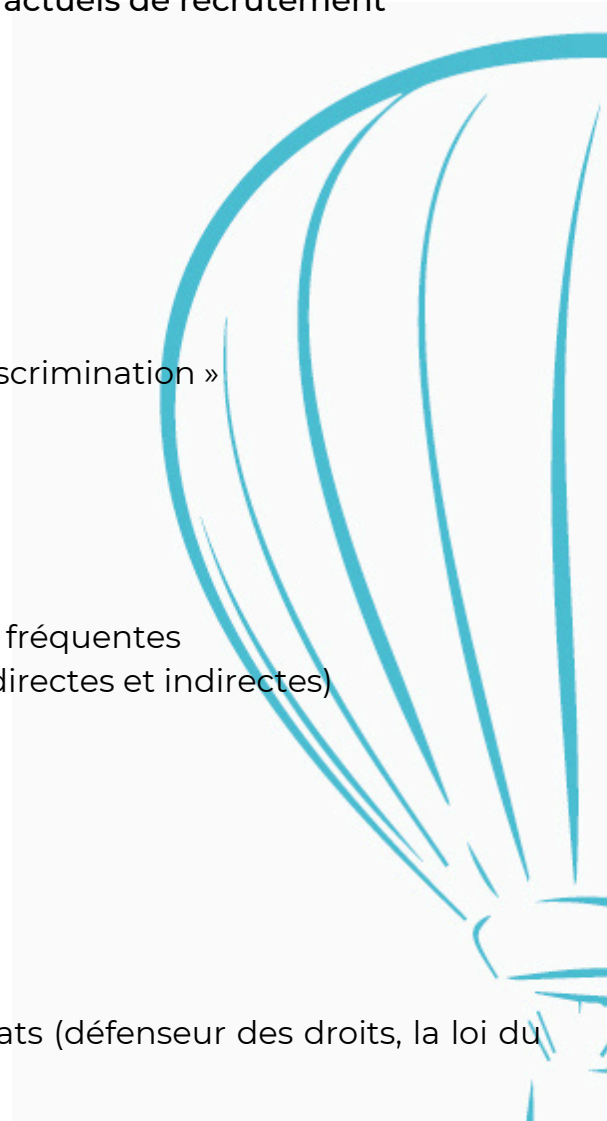 actuels de recrutement
scrimination »
fréquentes
directes et indirectes)
ats (défenseur des droits, la loi du